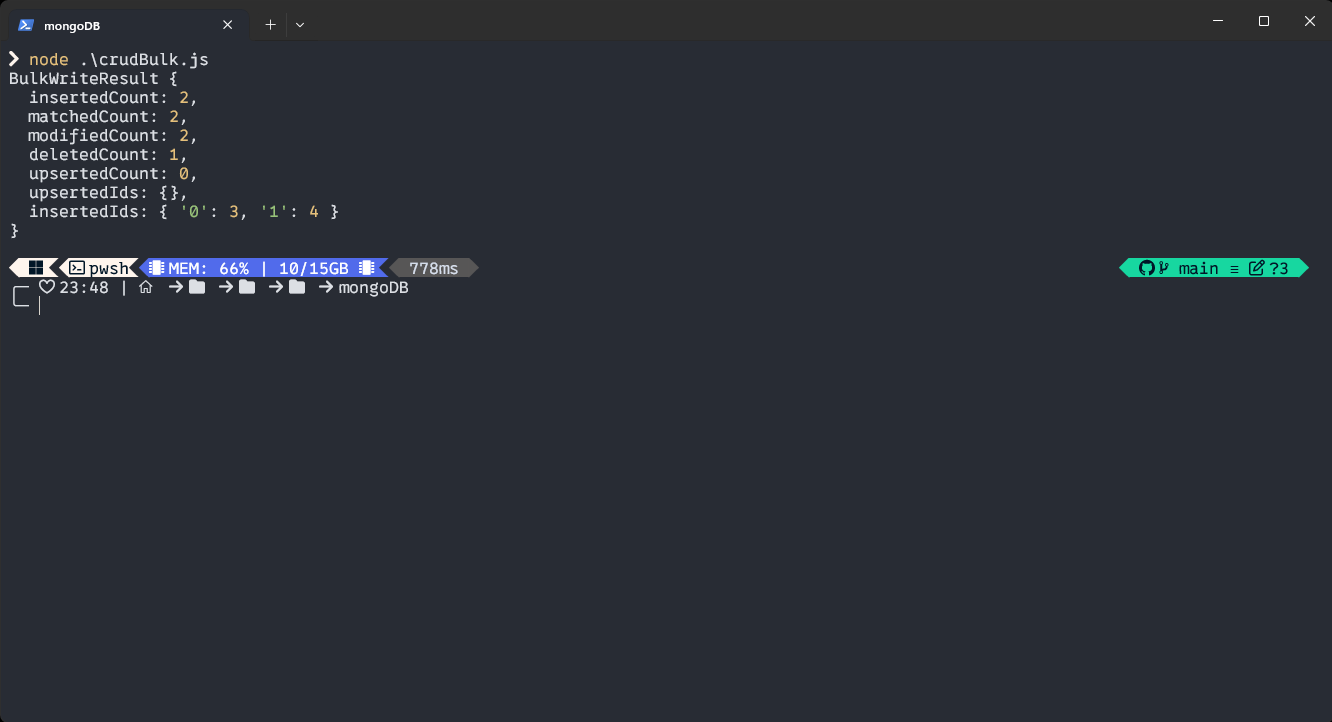 mongoDB
❯ node .\crudBulk.js
BulkWriteResult {
  insertedCount: 2,
  matchedCount: 2,
  modifiedCount: 2,
  deletedCount: 1,
  upsertedCount: 0,
  upsertedIds: {},
  insertedIds: { '0': 3, '1': 4 }
}
pwsh MEM: 66% | 10/15GB 778ms main ≡ ?3
23:48 | → → → → mongoDB